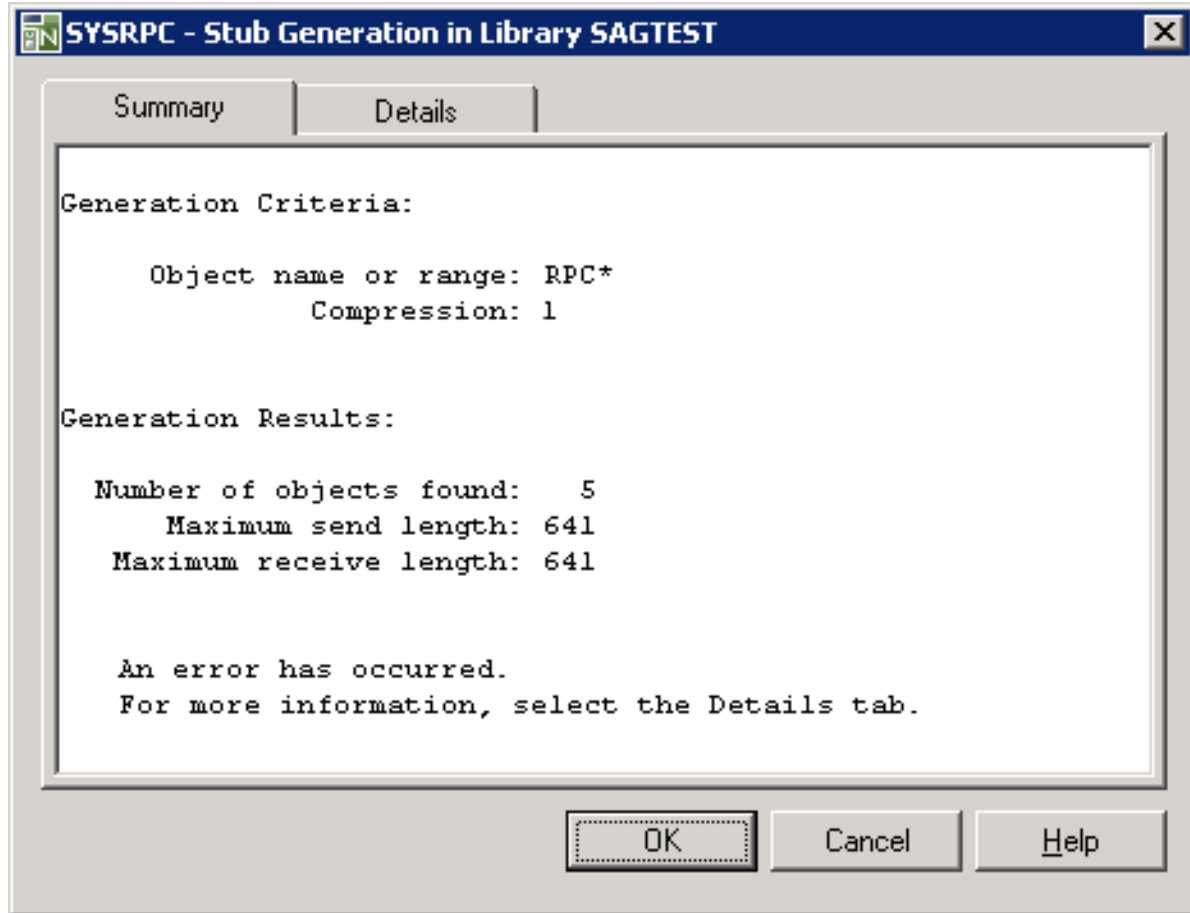 SYSRPC - Stub Generation in Library SAGTEST
Summary
Details
Generation Criteria:
Object name or range: RPC*
Compression: 1
Generation Results:
Number of objects found: 5
Maximum send length: 641
Maximum receive length: 641
An error has occurred.
For more information, select the Details tab.
OK
Cancel
Help